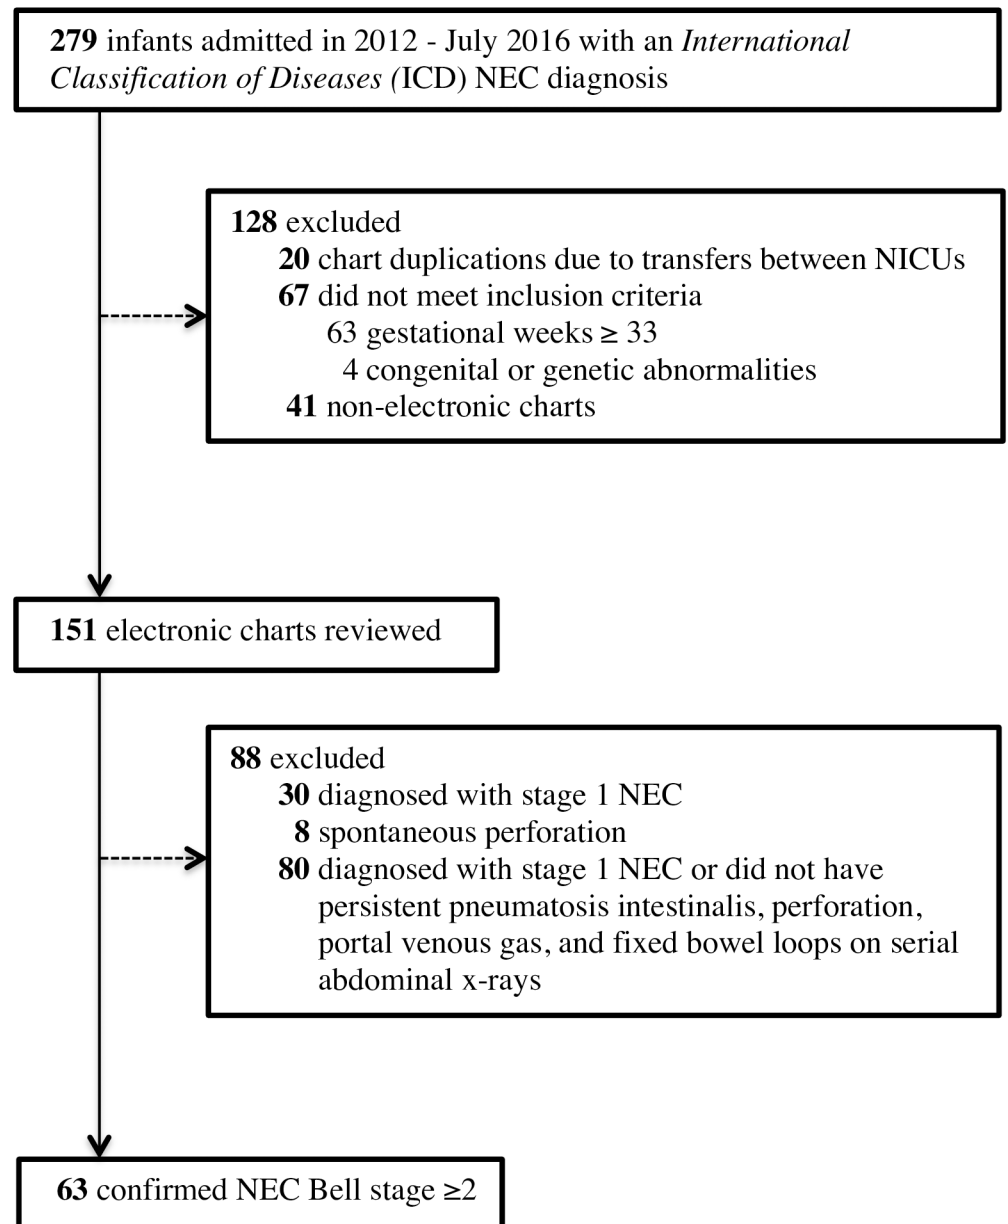 279 infants admitted in 2012 - July 2016 with an International
Classification of Diseases (ICD) NEC diagnosis
128 excluded
20 chart duplications due to transfers between NICUs
67 did not meet inclusion criteria
63 gestational weeks ≥ 33
4 congenital or genetic abnormalities
41 non-electronic charts
151 electronic charts reviewed
88 excluded
30 diagnosed with stage 1 NEC
8 spontaneous perforation
80 diagnosed with stage 1 NEC or did not have
persistent pneumatosis intestinalis, perforation,
portal venous gas, and fixed bowel loops on serial
abdominal x-rays
63 confirmed NEC Bell stage ≥2